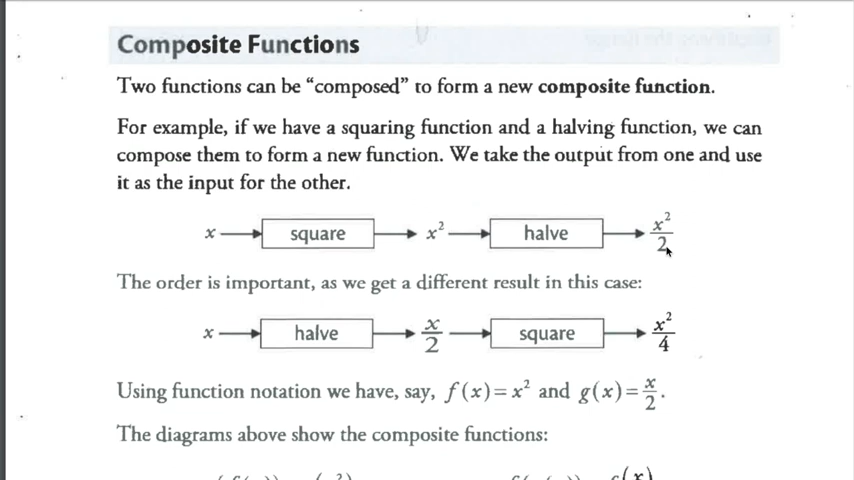 Composite Functions
Two functions can be “composed” to form a new composite function.
For example, if we have a squaring function and a halving function, we can
compose them to form a new function. We take the output from one and use
it as the input for the other.
x → square → x² → halve → x²/2
The order is important, as we get a different result in this case:
x → halve → x/2 → square → x²/4
Using function notation we have, say, f(x)=x² and g(x)=x/2.
The diagrams above show the composite functions: